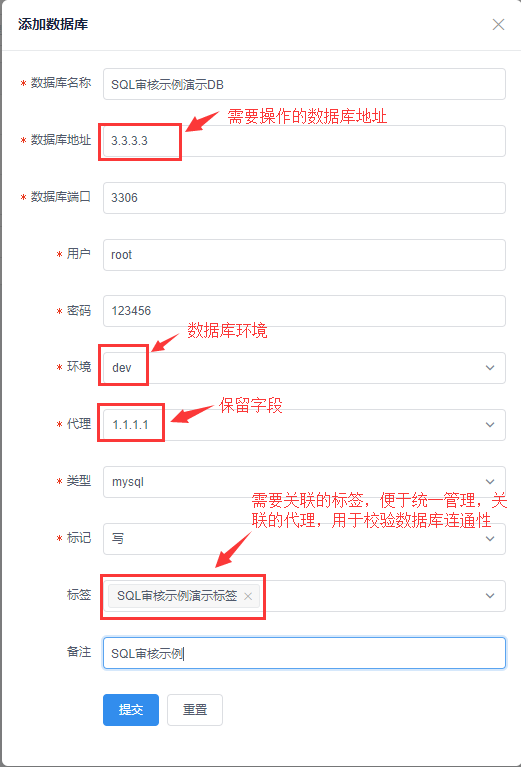 添加数据库
* 数据库名称 SQL审核示例演示DB
需要操作的数据库地址
* 数据库地址 3.3.3.3
* 数据库端口 3306
* 用户 root
* 密码 123456
数据库环境
* 环境 dev
保留字段
* 代理 1.1.1.1
* 类型 mysql
需要关联的标签，便于统一管理，关
联的代理，用于校验数据库连通性
* 标记 写
标签 SQL审核示例演示标签
备注 SQL审核示例
提交 重置